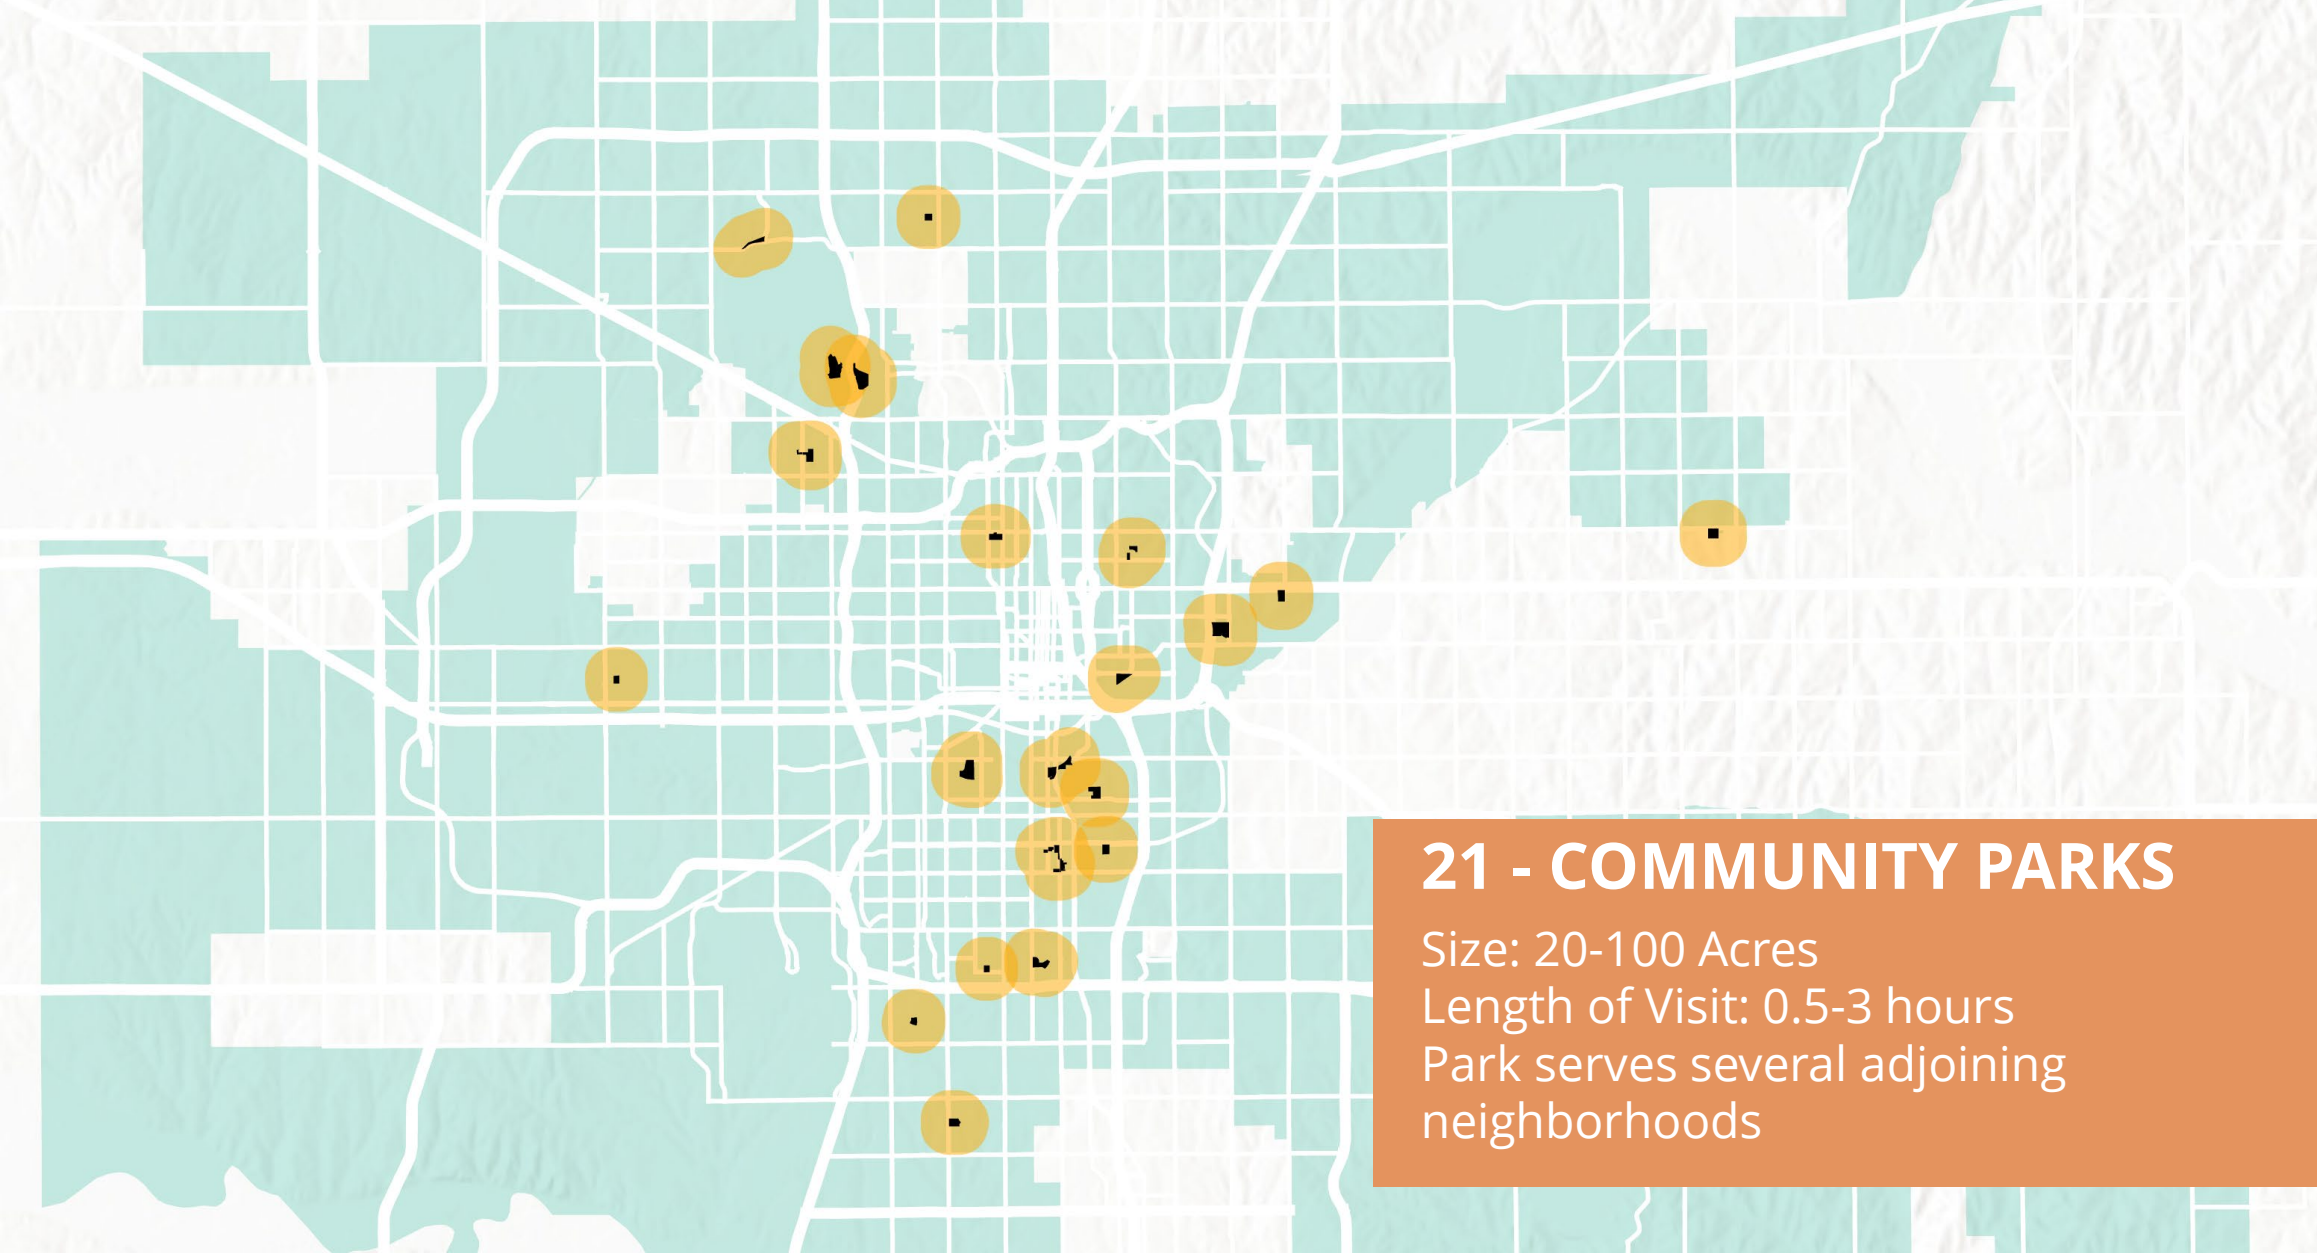 21 - COMMUNITY PARKS
Size: 20-100 Acres
Length of Visit: 0.5-3 hours
Park serves several adjoining
neighborhoods